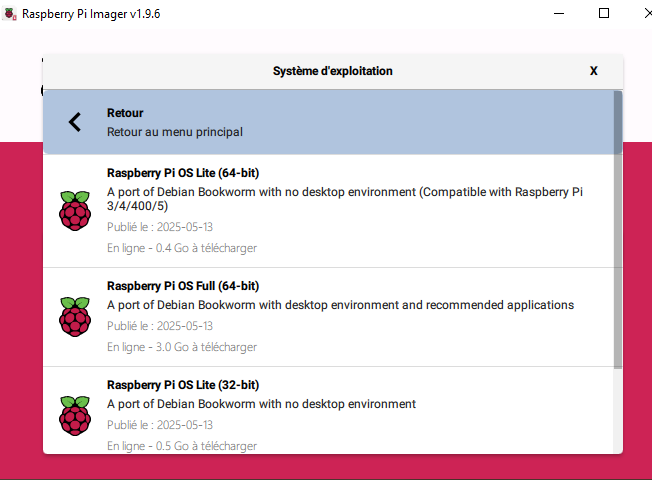 Raspberry Pi Imager v1.9.6
Système d'exploitation
X
Retour
Retour au menu principal
Raspberry Pi OS Lite (64-bit)
A port of Debian Bookworm with no desktop environment (Compatible with Raspberry Pi
3/4/400/5)
Publié le : 2025-05-13
En ligne - 0.4 Go à télécharger
Raspberry Pi OS Full (64-bit)
A port of Debian Bookworm with desktop environment and recommended applications
Publié le : 2025-05-13
En ligne - 3.0 Go à télécharger
Raspberry Pi OS Lite (32-bit)
A port of Debian Bookworm with no desktop environment
Publié le : 2025-05-13
En ligne - 0.5 Go à télécharger